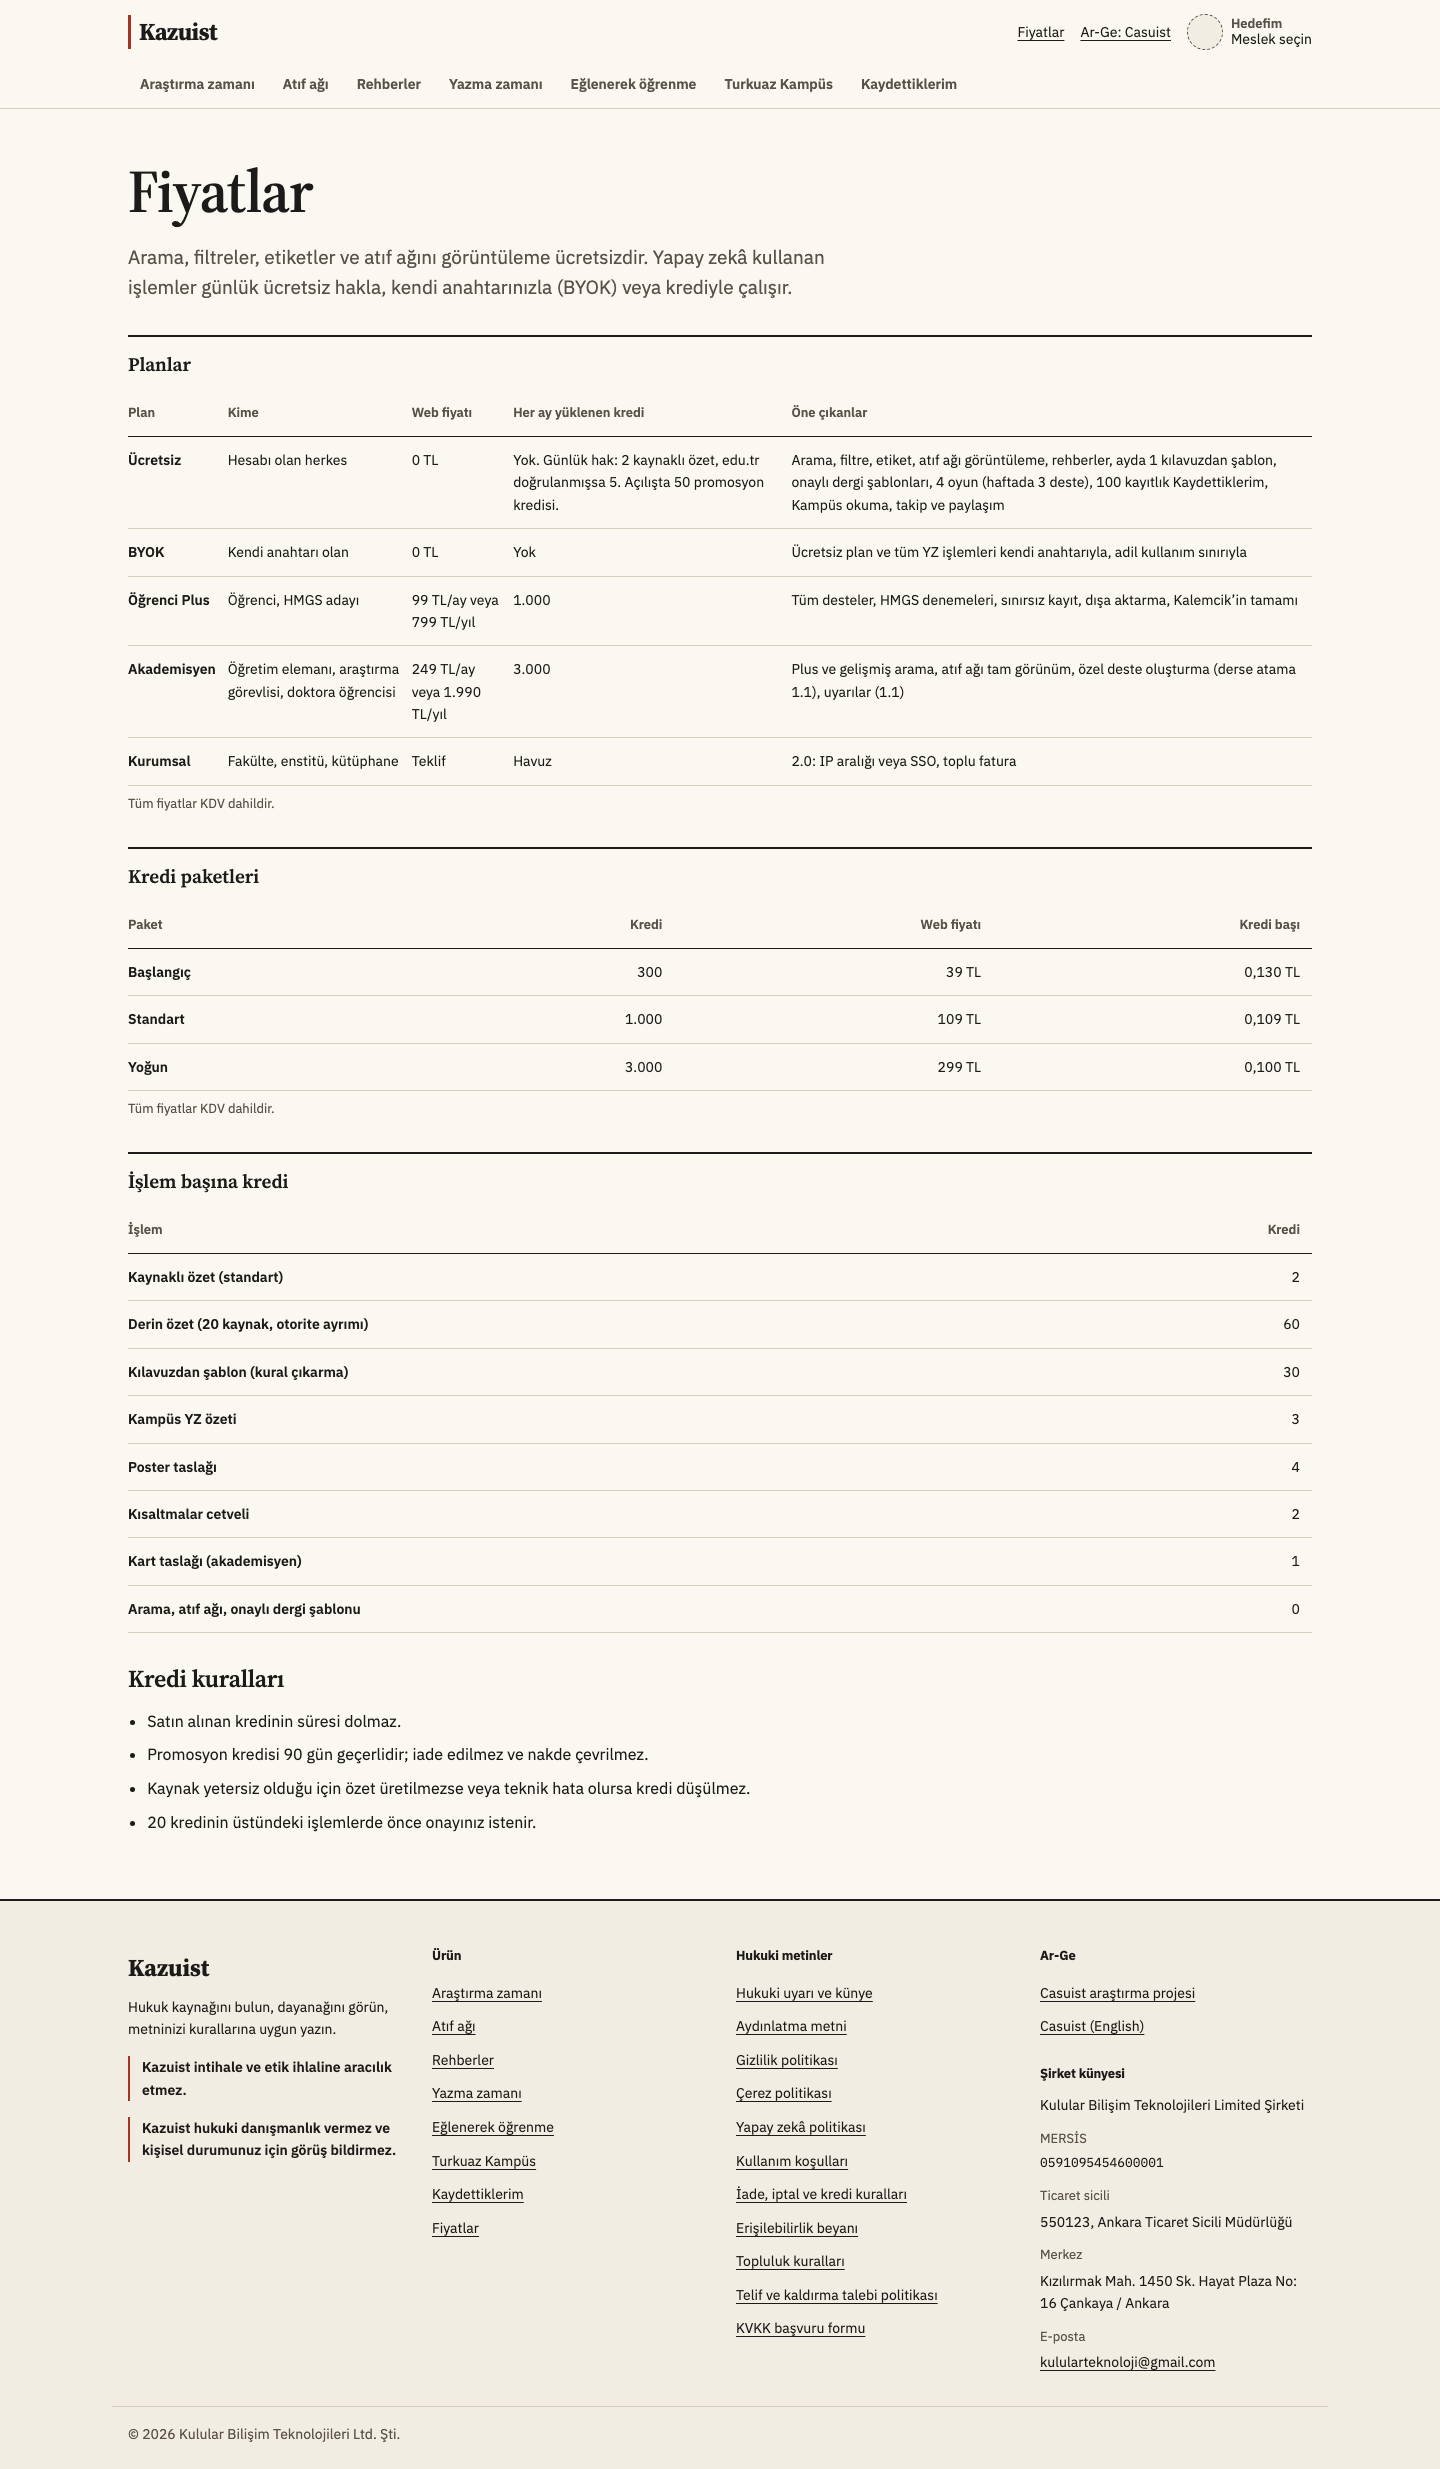 Kazuist
Fiyatlar
Ar-Ge: Casuist
Hedefim
Meslek seçin
Araştırma zamanı
Atıf ağı
Rehberler
Yazma zamanı
Eğlenerek öğrenme
Turkuaz Kampüs
Kaydettiklerim
Fiyatlar
Arama, filtreler, etiketler ve atıf ağını görüntüleme ücretsizdir. Yapay zekâ kullanan
işlemler günlük ücretsiz hakla, kendi anahtarınızla (BYOK) veya krediyle çalışır.
Planlar
Plan Kime Web fiyatı Her ay yüklenen kredi Öne çıkanlar
Ücretsiz Hesabı olan herkes 0 TL Yok. Günlük hak: 2 kaynaklı özet, edu.tr Arama, filtre, etiket, atıf ağı görüntüleme, rehberler, ayda 1 kılavuzdan şablon,
doğrulanmışsa 5. Açılışta 50 promosyon onaylı dergi şablonları, 4 oyun (haftada 3 deste), 100 kayıtlık Kaydettiklerim,
kredisi. Kampüs okuma, takip ve paylaşım
BYOK Kendi anahtarı olan 0 TL Yok Ücretsiz plan ve tüm YZ işlemleri kendi anahtarıyla, adil kullanım sınırıyla
Öğrenci Plus Öğrenci, HMGS adayı 99 TL/ay veya 1.000 Tüm desteler, HMGS denemeleri, sınırsız kayıt, dışa aktarma, Kalemcik’in tamamı
799 TL/yıl
Akademisyen Öğretim elemanı, araştırma 249 TL/ay 3.000 Plus ve gelişmiş arama, atıf ağı tam görünüm, özel deste oluşturma (derse atama
görevlisi, doktora öğrencisi veya 1.990 1.1), uyarılar (1.1)
TL/yıl
Kurumsal Fakülte, enstitü, kütüphane Teklif Havuz 2.0: IP aralığı veya SSO, toplu fatura
Tüm fiyatlar KDV dahildir.
Kredi paketleri
Paket Kredi Web fiyatı Kredi başı
Başlangıç 300 39 TL 0,130 TL
Standart 1.000 109 TL 0,109 TL
Yoğun 3.000 299 TL 0,100 TL
Tüm fiyatlar KDV dahildir.
İşlem başına kredi
İşlem Kredi
Kaynaklı özet (standart) 2
Derin özet (20 kaynak, otorite ayrımı) 60
Kılavuzdan şablon (kural çıkarma) 30
Kampüs YZ özeti 3
Poster taslağı 4
Kısaltmalar cetveli 2
Kart taslağı (akademisyen) 1
Arama, atıf ağı, onaylı dergi şablonu 0
Kredi kuralları
• Satın alınan kredinin süresi dolmaz.
• Promosyon kredisi 90 gün geçerlidir; iade edilmez ve nakde çevrilmez.
• Kaynak yetersiz olduğu için özet üretilmezse veya teknik hata olursa kredi düşülmez.
• 20 kredinin üstündeki işlemlerde önce onayınız istenir.
Kazuist
Hukuk kaynağını bulun, dayanağını görün,
metninizi kurallarına uygun yazın.
Kazuist intihale ve etik ihlaline aracılık
etmez.
Kazuist hukuki danışmanlık vermez ve
kişisel durumunuz için görüş bildirmez.
Ürün
Araştırma zamanı
Atıf ağı
Rehberler
Yazma zamanı
Eğlenerek öğrenme
Turkuaz Kampüs
Kaydettiklerim
Fiyatlar
Hukuki metinler
Hukuki uyarı ve künye
Aydınlatma metni
Gizlilik politikası
Çerez politikası
Yapay zekâ politikası
Kullanım koşulları
İade, iptal ve kredi kuralları
Erişilebilirlik beyanı
Topluluk kuralları
Telif ve kaldırma talebi politikası
KVKK başvuru formu
Ar-Ge
Casuist araştırma projesi
Casuist (English)
Şirket künyesi
Kulular Bilişim Teknolojileri Limited Şirketi
MERSİS
0591095454600001
Ticaret sicili
550123, Ankara Ticaret Sicili Müdürlüğü
Merkez
Kızılırmak Mah. 1450 Sk. Hayat Plaza No:
16 Çankaya / Ankara
E-posta
kulularteknoloji@gmail.com
© 2026 Kulular Bilişim Teknolojileri Ltd. Şti.